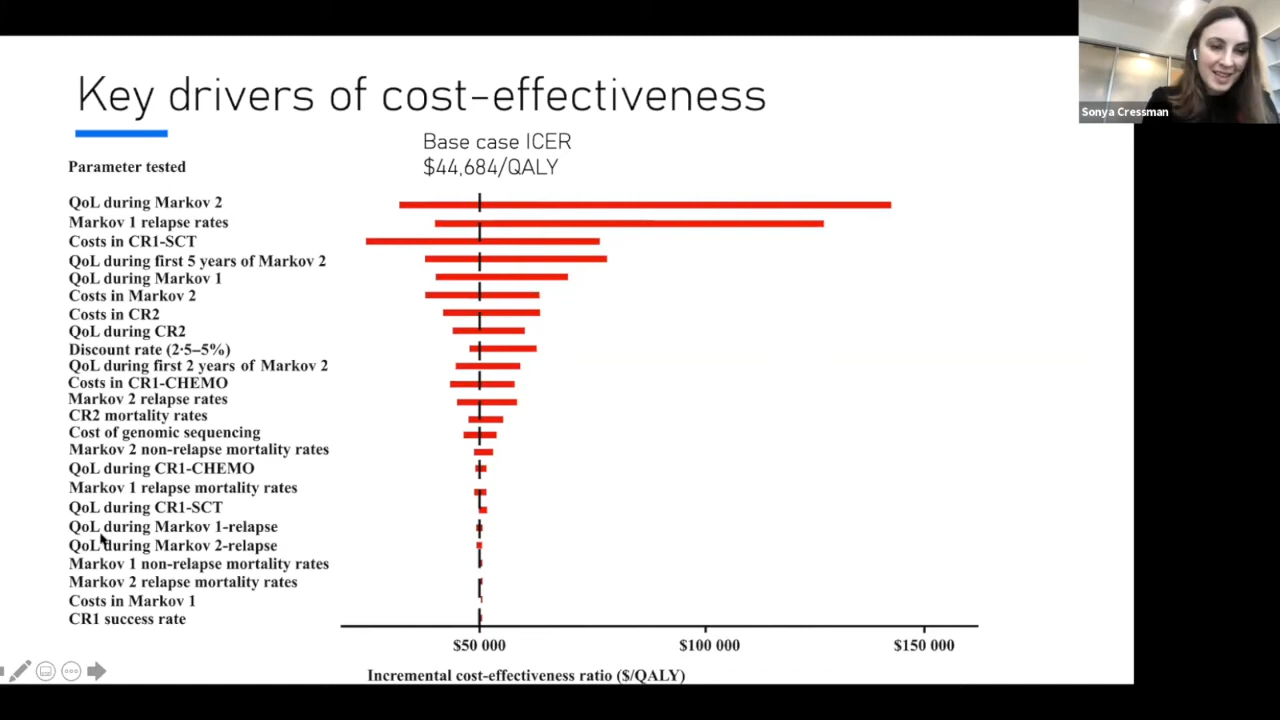 Key drivers of cost-effectiveness
Sonya Cressman
Base case ICER
$44,684/QALY
Parameter tested
QoL during Markov 2
Markov 1 relapse rates
Costs in CR1-SCT
QoL during first 5 years of Markov 2
QoL during Markov 1
Costs in Markov 2
Costs in CR2
QoL during CR2
Discount rate (2·5–5%)
QoL during first 2 years of Markov 2
Costs in CR1-CHEMO
Markov 2 relapse rates
CR2 mortality rates
Cost of genomic sequencing
Markov 2 non-relapse mortality rates
QoL during CR1-CHEMO
Markov 1 relapse mortality rates
QoL during CR1-SCT
QoL during Markov 1-relapse
QoL during Markov 2-relapse
Markov 1 non-relapse mortality rates
Markov 2 relapse mortality rates
Costs in Markov 1
CR1 success rate
$50 000 $100 000 $150 000
Incremental cost-effectiveness ratio ($/QALY)